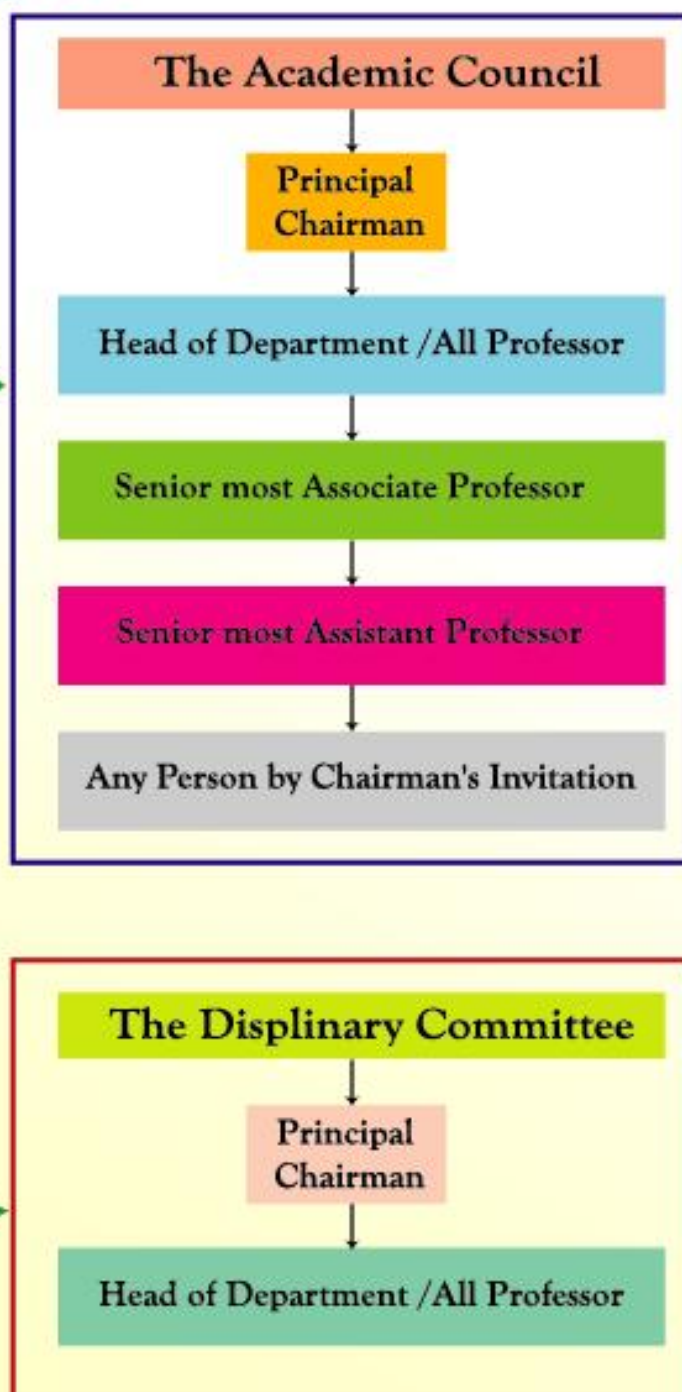 The Academic Council
Principal
Chairman
Head of Department /All Professor
Senior most Associate Professor
Senior most Assistant Professor
Any Person by Chairman's Invitation
The Displinary Committee
Principal
Chairman
Head of Department /All Professor